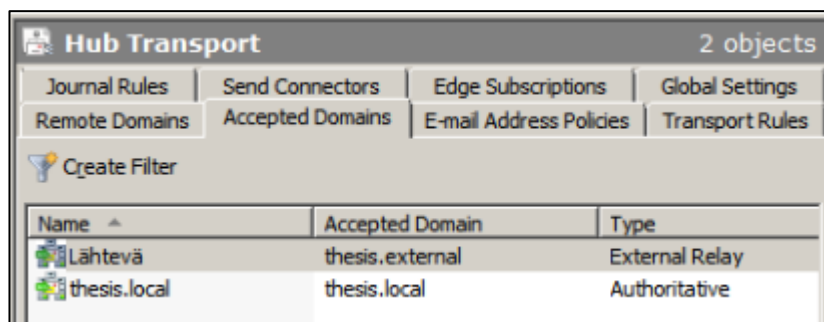 Hub Transport 2 objects
Journal Rules Send Connectors Edge Subscriptions Global Settings
Remote Domains Accepted Domains E-mail Address Policies Transport Rules
Create Filter
Name Accepted Domain Type
Lähtevä thesis.external External Relay
thesis.local thesis.local Authoritative